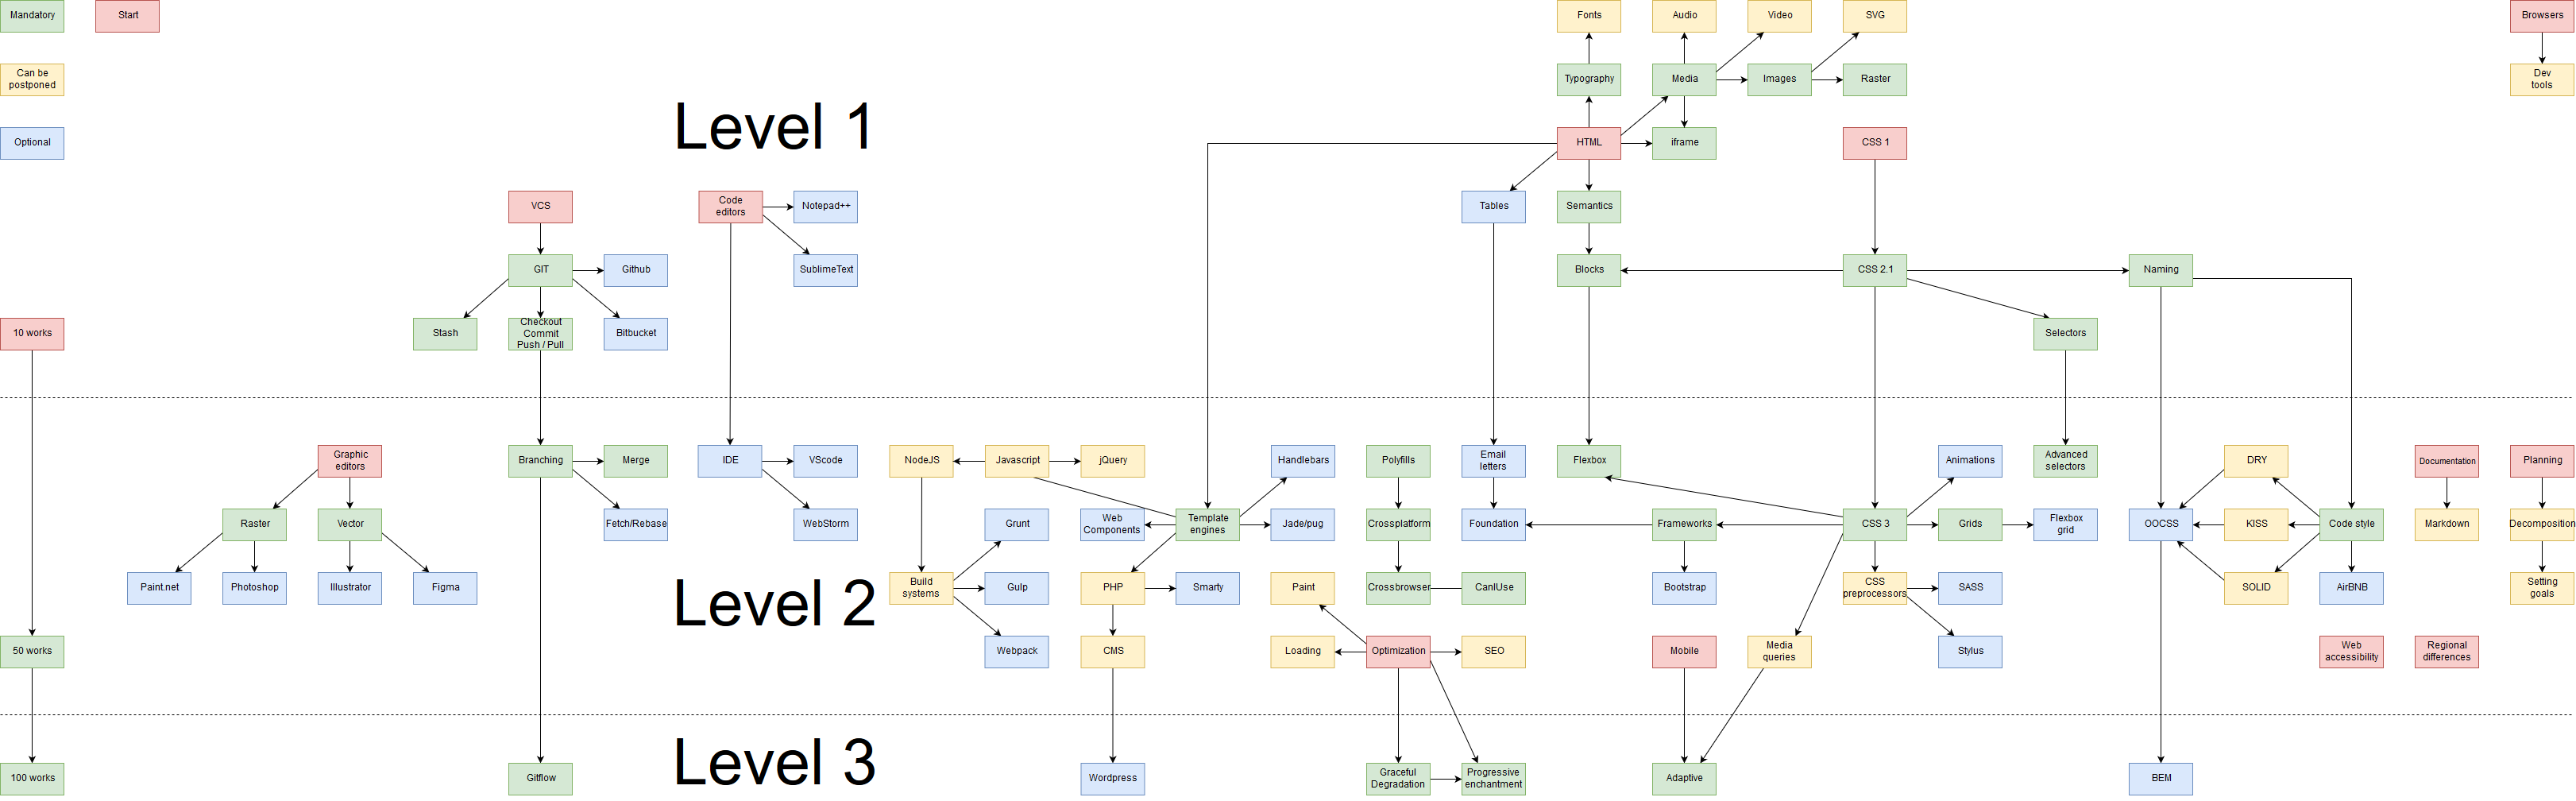 Mandatory
Start
Fonts
Audio
Video
SVG
Browsers
Can be
postponed
Typography
Media
Images
Raster
Dev
tools
Level 1
Optional
HTML
iframe
CSS 1
VCS
Code
editors
Notepad++
Tables
Semantics
GIT
Github
SublimeText
Blocks
CSS 2.1
Naming
10 works
Stash
Checkout
Commit
Push / Pull
Bitbucket
Selectors
Graphic
editors
Branching
Merge
IDE
VScode
NodeJS
Javascript
jQuery
Handlebars
Polyfills
Email
letters
Flexbox
Animations
Advanced
selectors
DRY
Documentation
Planning
Raster
Vector
Fetch/Rebase
WebStorm
Grunt
Web
Components
Template
engines
Jade/pug
Crossplatform
Foundation
Frameworks
CSS 3
Grids
Flexbox
grid
OOCSS
KISS
Code style
Markdown
Decomposition
Level 2
Paint.net
Photoshop
Illustrator
Figma
Build
systems
Gulp
PHP
Smarty
Paint
Crossbrowser
CanIUse
Bootstrap
CSS
preprocessors
SASS
SOLID
AirBNB
Setting
goals
50 works
Webpack
CMS
Loading
Optimization
SEO
Mobile
Media
queries
Stylus
Web
accessibility
Regional
differences
Level 3
100 works
Gitflow
Wordpress
Graceful
Degradation
Progressive
enchantment
Adaptive
BEM